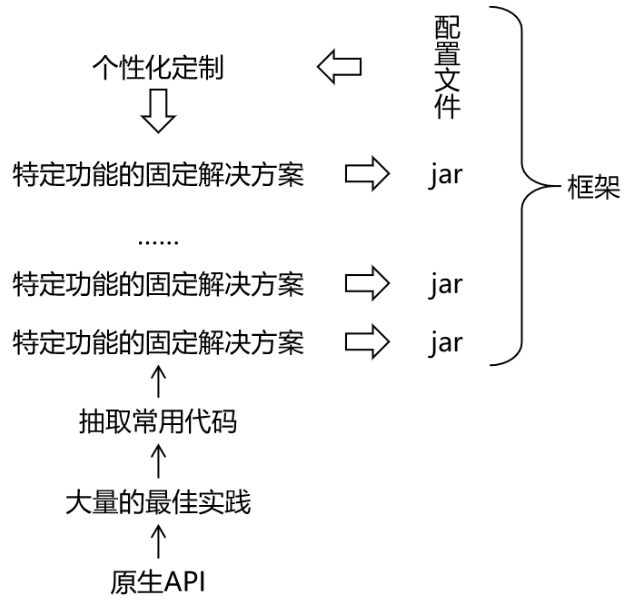 配置文件
个性化定制
特定功能的固定解决方案
jar
框架
......
特定功能的固定解决方案
jar
特定功能的固定解决方案
jar
抽取常用代码
大量的最佳实践
原生API